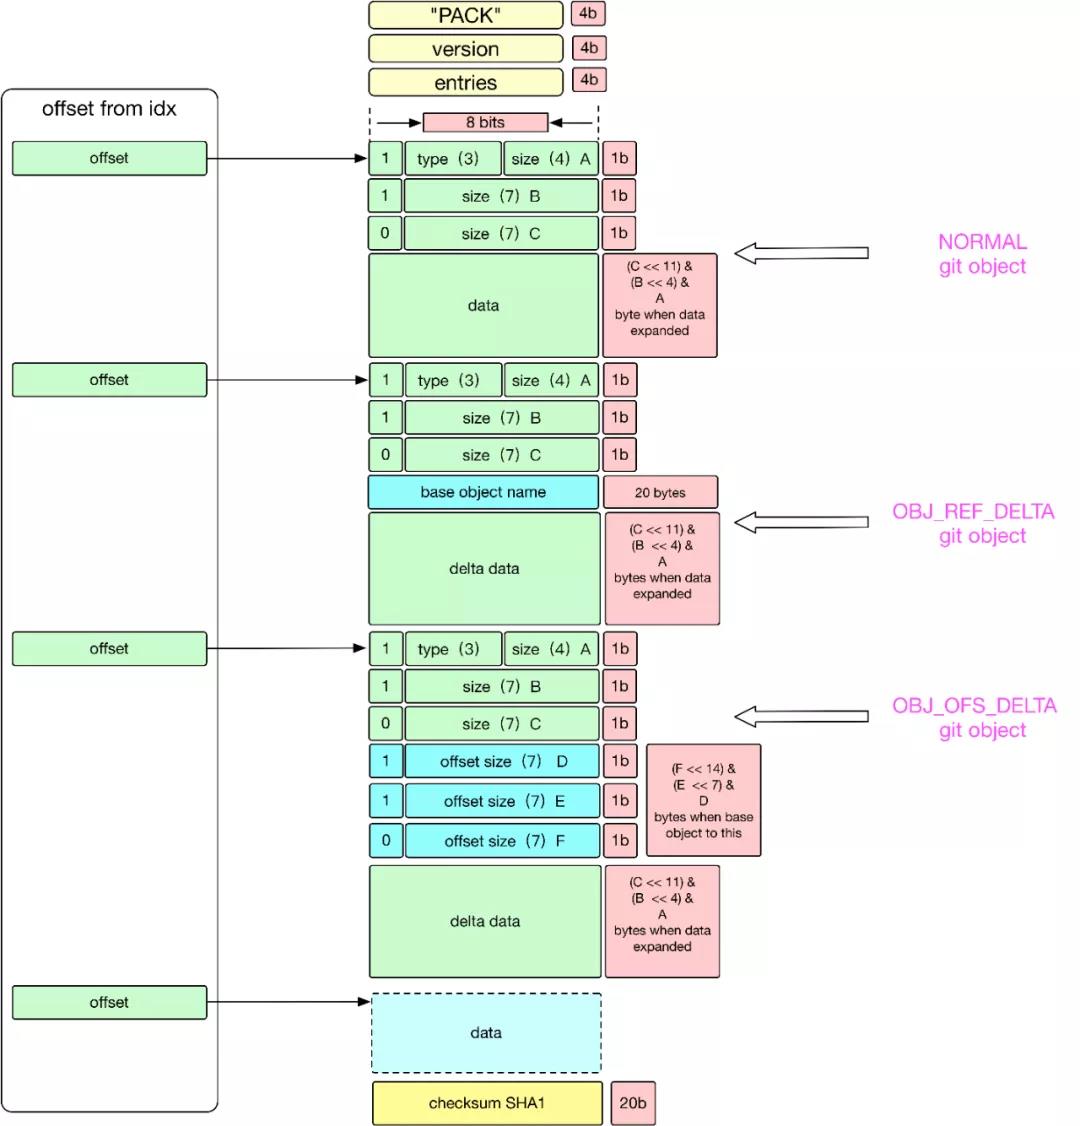 "PACK" 4b
version 4b
entries 4b
offset from idx
8 bits
offset
1 type (3) size (4) A 1b
1 size (7) B 1b
0 size (7) C 1b
NORMAL
git object
data
(C << 11) &
(B << 4) &
A
byte when data
expanded
offset
1 type (3) size (4) A 1b
1 size (7) B 1b
0 size (7) C 1b
base object name 20 bytes
OBJ_REF_DELTA
git object
delta data
(C << 11) &
(B << 4) &
A
bytes when data
expanded
offset
1 type (3) size (4) A 1b
1 size (7) B 1b
0 size (7) C 1b
OBJ_OFS_DELTA
git object
1 offset size (7) D 1b
1 offset size (7) E 1b
0 offset size (7) F 1b
(F << 14) &
(E << 7) &
D
bytes when base
object to this
delta data
(C << 11) &
(B << 4) &
A
bytes when data
expanded
offset
data
checksum SHA1 20b